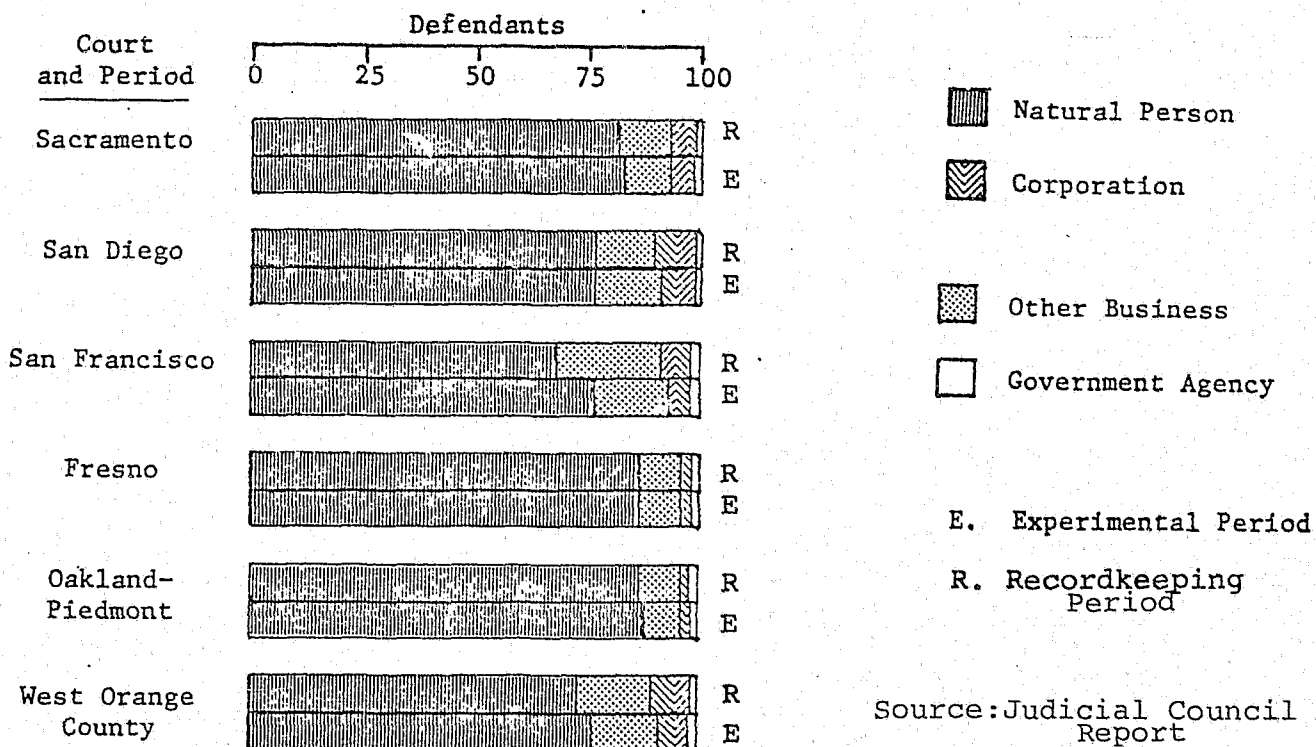 Defendants
Court
and Period
0 25 50 75 100
Sacramento
R
E
San Diego
R
E
San Francisco
R
E
Fresno
R
E
Oakland-
Piedmont
R
E
West Orange
County
R
E
Natural Person
Corporation
Other Business
Government Agency
E. Experimental Period
R. Recordkeeping
Period
Source:Judicial Council
Report